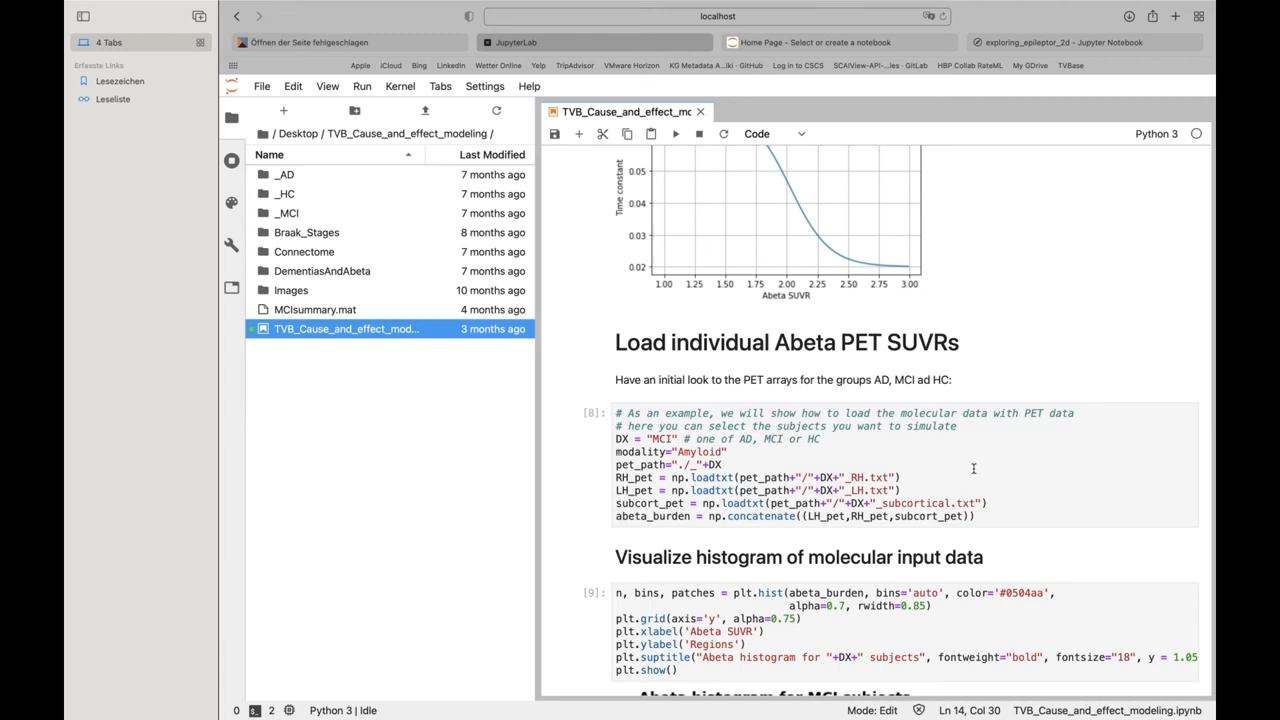 localhost
4 Tabs
Öffnen der Seite fehlgeschlagen
JupyterLab
Home Page - Select or create a notebook
exploring_epileptor_2d - Jupyter Notebook
Erfasste Links
Lesezeichen
Leseliste
Apple iCloud Bing LinkedIn Wetter Online Yelp TripAdvisor VMware Horizon KG Metadata A...iki · GitHub Log in to CSCS SCAIView-API-...ies · GitLab HBP Collab RateML My GDrive TVBase
File Edit View Run Kernel Tabs Settings Help
/ Desktop / TVB_Cause_and_effect_modeling /
Name Last Modified
_AD 7 months ago
_HC 7 months ago
_MCI 7 months ago
Braak_Stages 8 months ago
Connectome 7 months ago
DementiasAndAbeta 7 months ago
Images 10 months ago
MCIsummary.mat 4 months ago
TVB_Cause_and_effect_mod... 3 months ago
TVB_Cause_and_effect_mc
Code
Python 3
Time constant
0.05
0.04
0.03
0.02
1.00 1.25 1.50 1.75 2.00 2.25 2.50 2.75 3.00
Abeta SUVR
Load individual Abeta PET SUVRs
Have an initial look to the PET arrays for the groups AD, MCI ad HC:
[8]:
# As an example, we will show how to load the molecular data with PET data
# here you can select the subjects you want to simulate
DX = "MCI" # one of AD, MCI or HC
modality="Amyloid"
pet_path="./_"+DX
RH_pet = np.loadtxt(pet_path+"/"+DX+"_RH.txt")
LH_pet = np.loadtxt(pet_path+"/"+DX+"_LH.txt")
subcort_pet = np.loadtxt(pet_path+"/"+DX+"_subcortical.txt")
abeta_burden = np.concatenate((LH_pet,RH_pet,subcort_pet))
Visualize histogram of molecular input data
[9]:
n, bins, patches = plt.hist(abeta_burden, bins='auto', color='#0504aa',
alpha=0.7, rwidth=0.85)
plt.grid(axis='y', alpha=0.75)
plt.xlabel('Abeta SUVR')
plt.ylabel('Regions')
plt.suptitle("Abeta histogram for "+DX+" subjects", fontweight="bold", fontsize="18", y = 1.05
plt.show()
Abeta histogram for MCI subjects
0 2 Python 3 | Idle
Mode: Edit Ln 14, Col 30 TVB_Cause_and_effect_modeling.ipynb